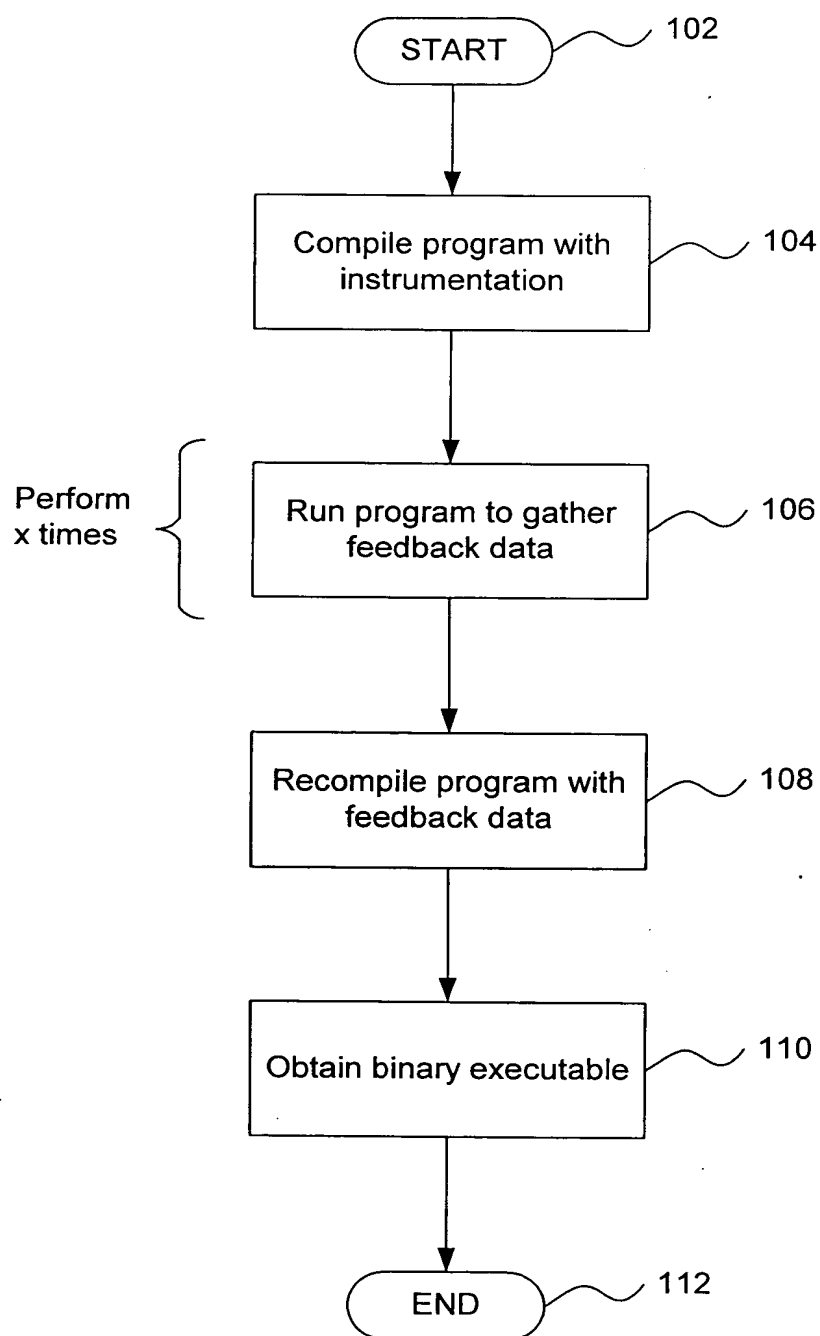 START
102
Compile program with
instrumentation
104
Perform
x times
Run program to gather
feedback data
106
Recompile program with
feedback data
108
Obtain binary executable
110
END
112